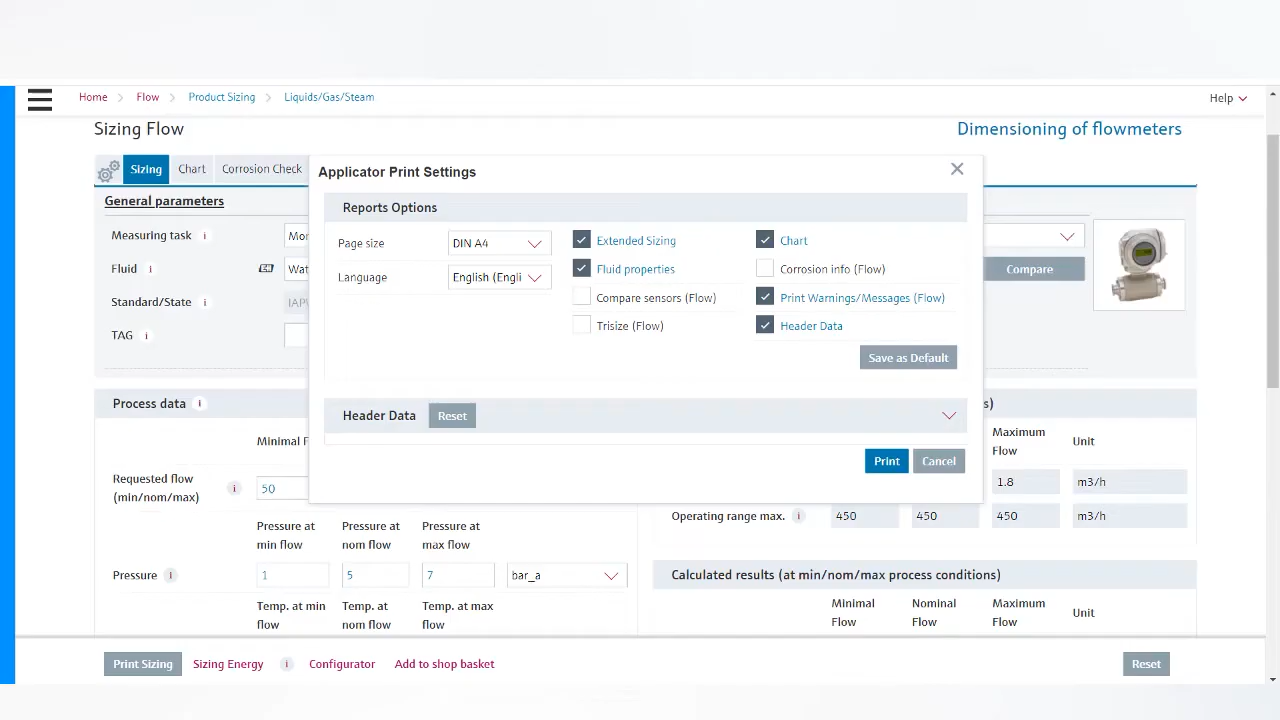 Home > Flow > Product Sizing > Liquids/Gas/Steam
Help
Sizing Flow
Dimensioning of flowmeters
Sizing
Chart
Corrosion Check
Applicator Print Settings
General parameters
Reports Options
Measuring task i
Page size
DIN A4
Extended Sizing
Chart
Fluid i
Language
English (Engli
Fluid properties
Corrosion info (Flow)
Compare
Standard/State i
Compare sensors (Flow)
Print Warnings/Messages (Flow)
TAG i
Trisize (Flow)
Header Data
Save as Default
Process data i
Header Data
Reset
s)
Minimal F
Maximum
Flow
Unit
Print
Cancel
Requested flow
(min/nom/max)
i
50
1.8
m3/h
Operating range max. i
450
450
450
m3/h
Pressure at
min flow
Pressure at
nom flow
Pressure at
max flow
Pressure i
1
5
7
bar_a
Calculated results (at min/nom/max process conditions)
Temp. at min
flow
Temp. at
nom flow
Temp. at max
flow
Minimal
Flow
Nominal
Flow
Maximum
Flow
Unit
Print Sizing
Sizing Energy
i
Configurator
Add to shop basket
Reset